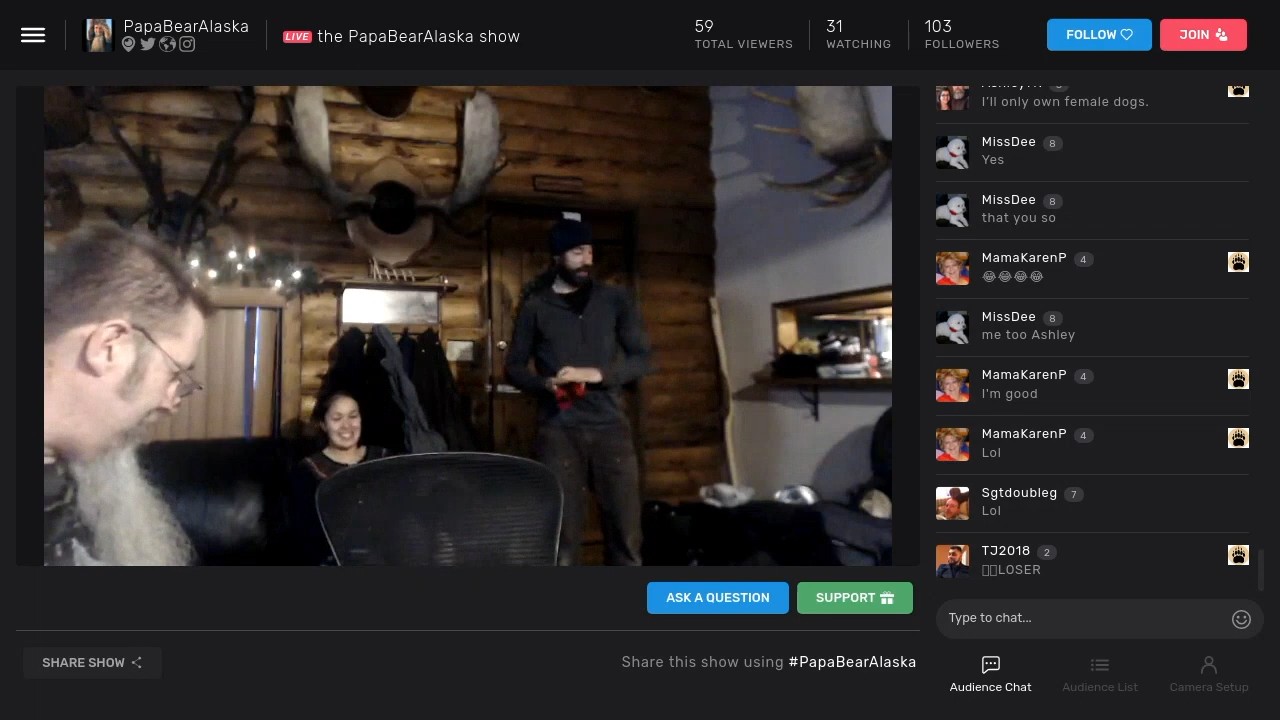 PapaBearAlaska
LIVE the PapaBearAlaska show
59
TOTAL VIEWERS
31
WATCHING
103
FOLLOWERS
FOLLOW
JOIN
I'll only own female dogs.
MissDee 8
Yes
MissDee 8
that you so
MamaKarenP 4
😂😂😂😂
MissDee 8
me too Ashley
MamaKarenP 4
I'm good
MamaKarenP 4
Lol
Sgtdoubleg 7
Lol
TJ2018 2
LOSER
Type to chat...
ASK A QUESTION
SUPPORT
SHARE SHOW
Share this show using #PapaBearAlaska
Audience Chat
Audience List
Camera Setup